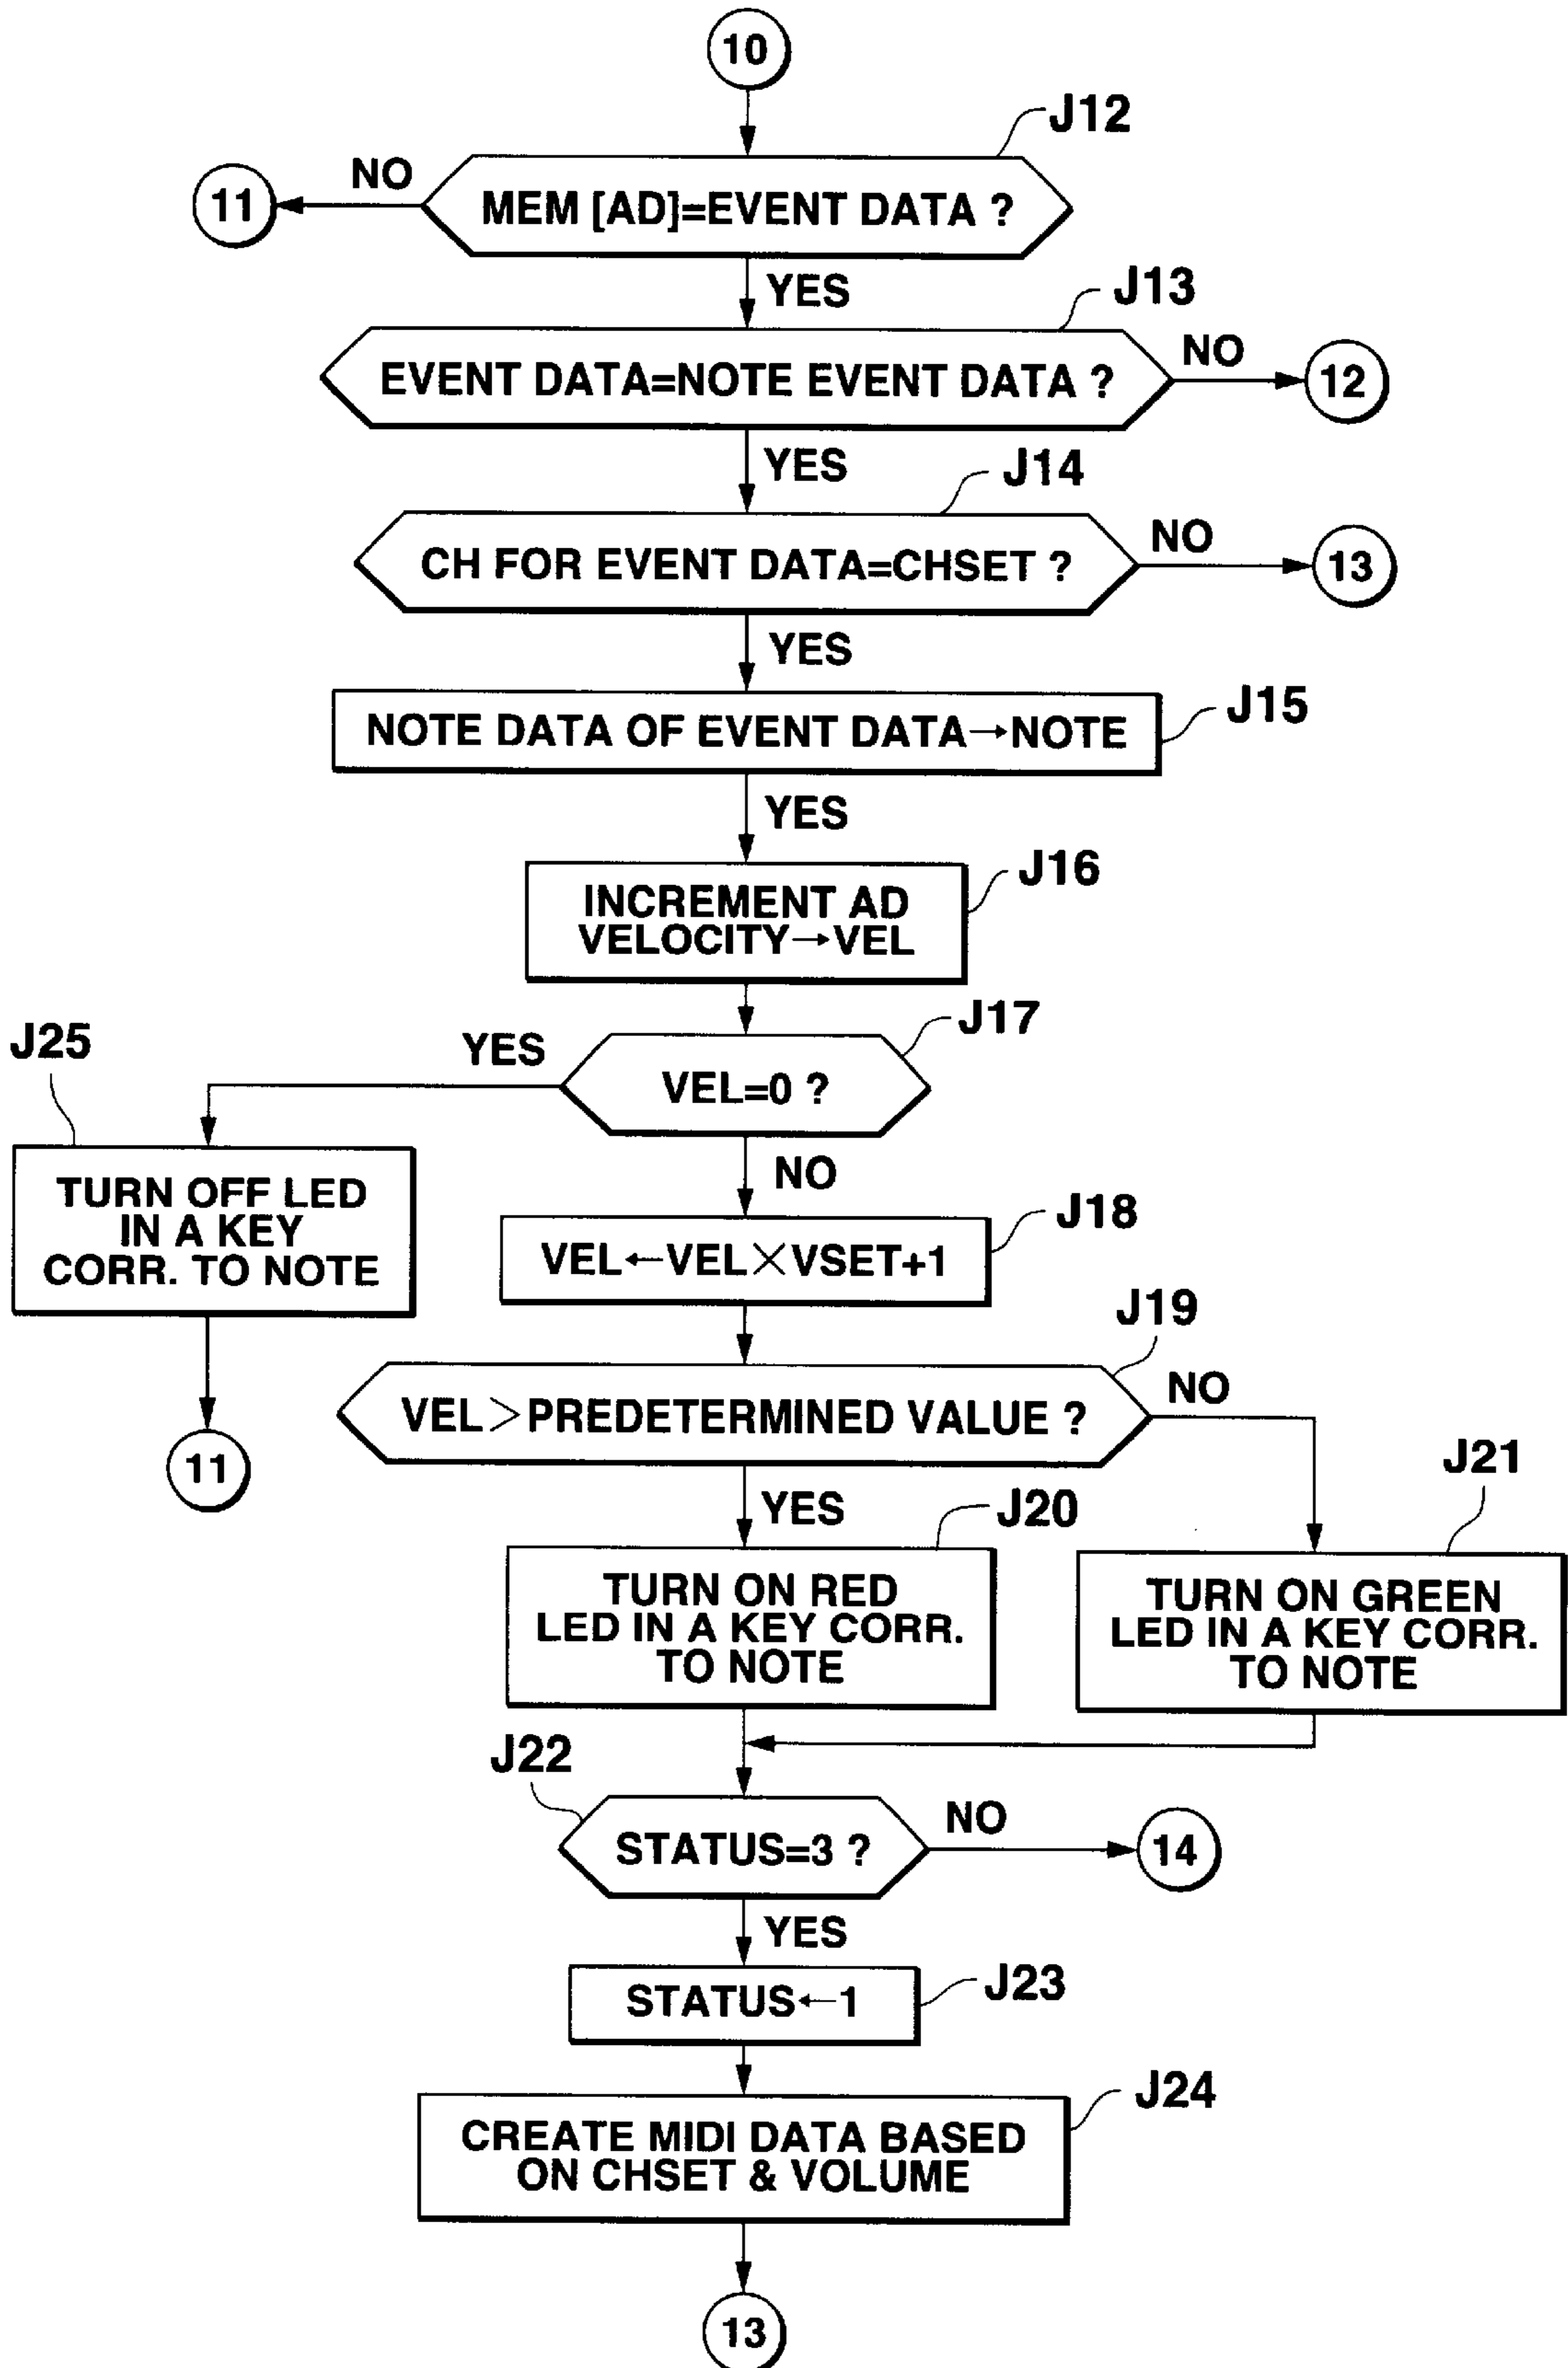 10
J12
NO
11
MEM [AD]=EVENT DATA ?
YES
J13
NO
EVENT DATA=NOTE EVENT DATA ?
12
YES
J14
NO
CH FOR EVENT DATA=CHSET ?
13
YES
J15
NOTE DATA OF EVENT DATA→NOTE
YES
J16
INCREMENT AD
VELOCITY→VEL
J17
J25
YES
VEL=0 ?
NO
TURN OFF LED
IN A KEY
CORR. TO NOTE
J18
VEL←VEL×VSET+1
J19
NO
VEL>PREDETERMINED VALUE ?
11
J21
YES
J20
TURN ON RED
LED IN A KEY CORR.
TO NOTE
TURN ON GREEN
LED IN A KEY CORR.
TO NOTE
J22
NO
STATUS=3 ?
14
YES
J23
STATUS←1
J24
CREATE MIDI DATA BASED
ON CHSET & VOLUME
13